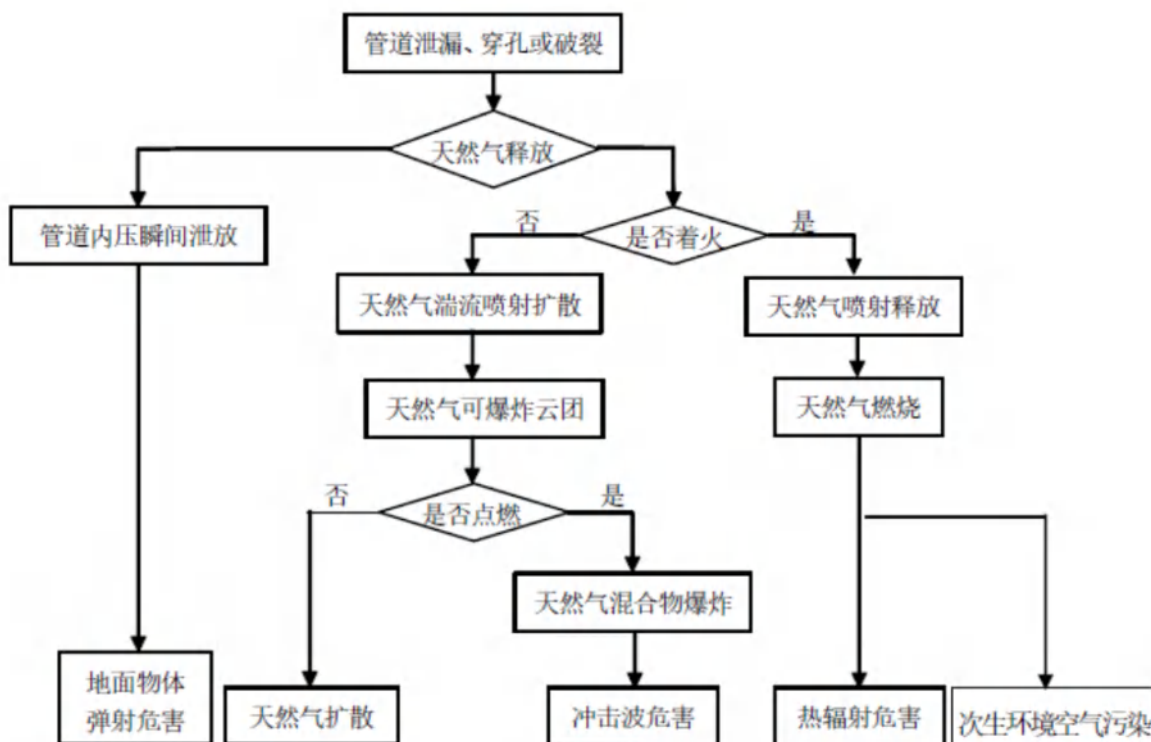 管道泄漏、穿孔或破裂
天然气释放
管道内压瞬间泄放
否
是否着火
是
天然气湍流喷射扩散
天然气喷射释放
天然气可爆炸云团
天然气燃烧
否
是否点燃
是
天然气混合物爆炸
地面物体
弹射危害
天然气扩散
冲击波危害
热辐射危害
次生环境空气污染